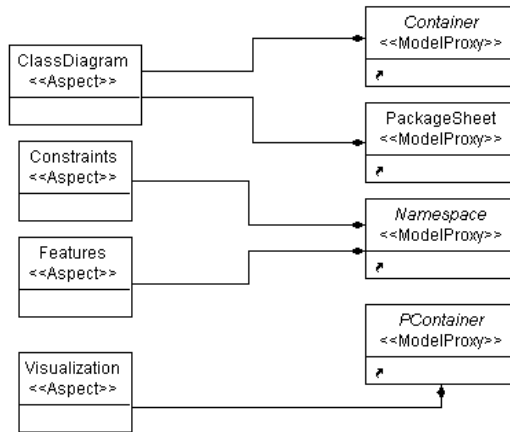 Container
<<ModelProxy>>
ClassDiagram
<<Aspect>>
PackageSheet
<<ModelProxy>>
Constraints
<<Aspect>>
Namespace
<<ModelProxy>>
Features
<<Aspect>>
PContainer
<<ModelProxy>>
Visualization
<<Aspect>>